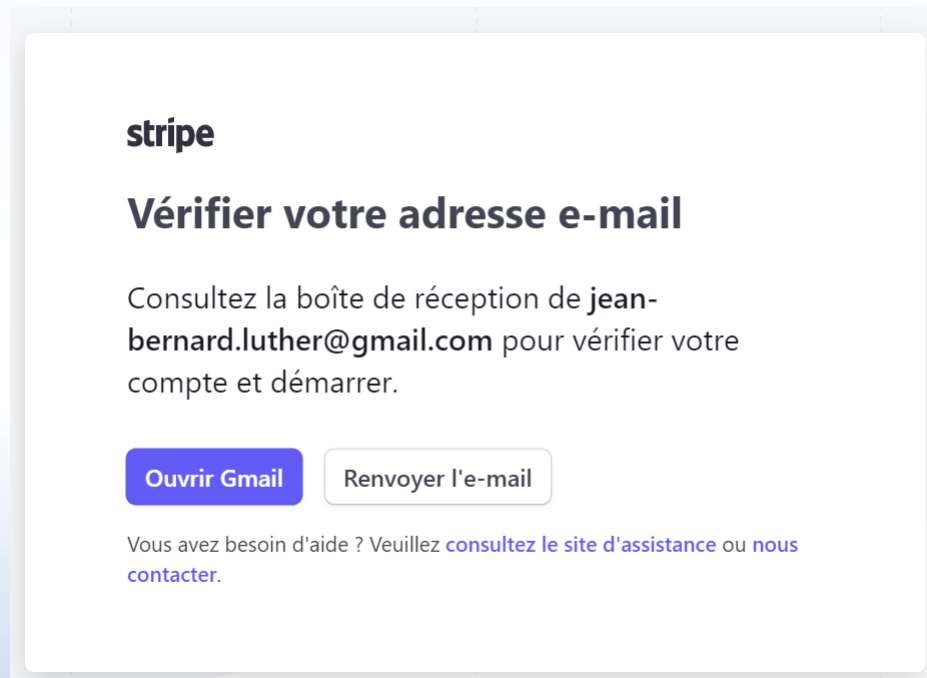 stripe
Vérifier votre adresse e-mail
Consultez la boîte de réception de jean-
bernard.luther@gmail.com pour vérifier votre
compte et démarrer.
Ouvrir Gmail Renvoyer l'e-mail
Vous avez besoin d'aide ? Veuillez consultez le site d'assistance ou nous
contacter.